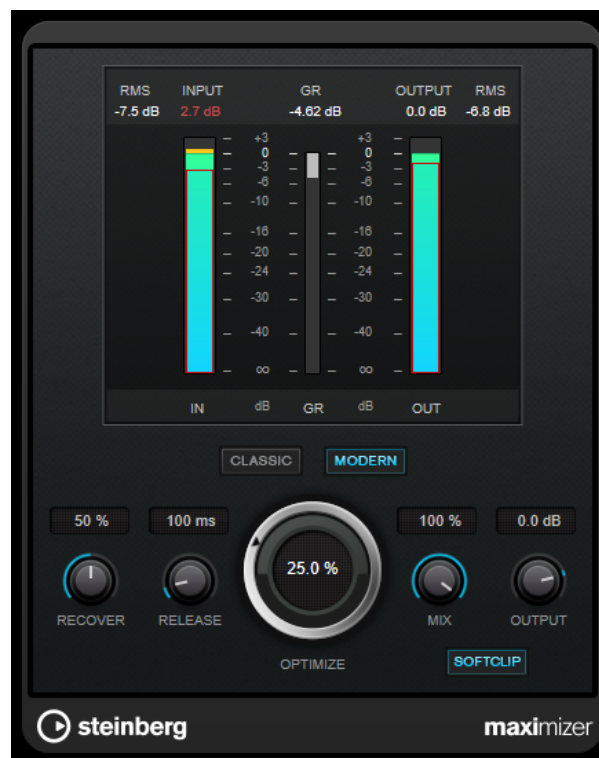 RMS INPUT GR OUTPUT RMS
-7.5 dB 2.7 dB -4.62 dB 0.0 dB -6.8 dB
+3 +3
0 0
-3 -3
-6 -6
-10 -10
-16 -16
-20 -20
-24 -24
-30 -30
-40 -40
∞ ∞
IN dB GR dB OUT
CLASSIC MODERN
50 % 100 ms 100 % 0.0 dB
25.0 %
RECOVER RELEASE MIX OUTPUT
OPTIMIZE SOFTCLIP
steinberg maximizer